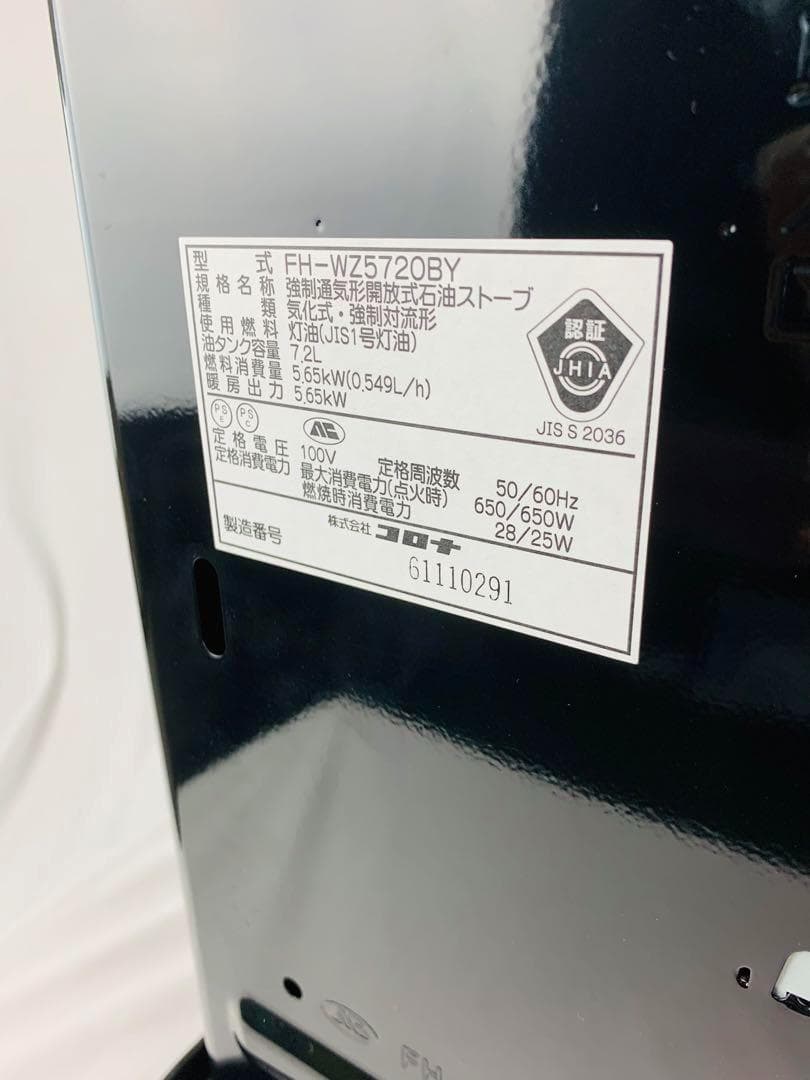 型式 FH-WZ5720BY
規格名称 強制通気形開放式石油ストーブ
種類 気化式・強制対流形
使用燃料 灯油(JIS1号灯油)
油タンク容量 7.2L
燃料消費量 5.65kW(0.549L/h)
暖房出力 5.65kW
認証
JHIA
JIS S 2036
PS E PS C
定格電圧 100V 定格周波数 50/60Hz
定格消費電力 最大消費電力(点火時) 650/650W
燃焼時消費電力 28/25W
株式会社 コロナ
製造番号 61110291
FH